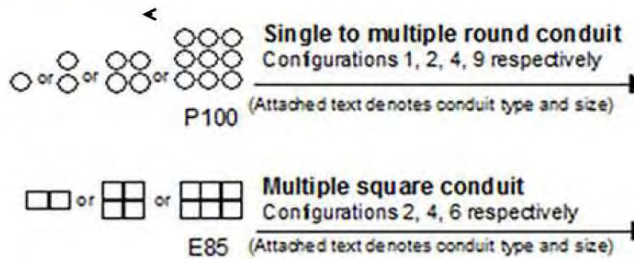 Single to multiple round conduit
or or or Configurations 1, 2, 4, 9 respectively
P100 (Attached text denotes conduit type and size)
Multiple square conduit
or or Configurations 2, 4, 6 respectively
E85 (Attached text denotes conduit type and size)